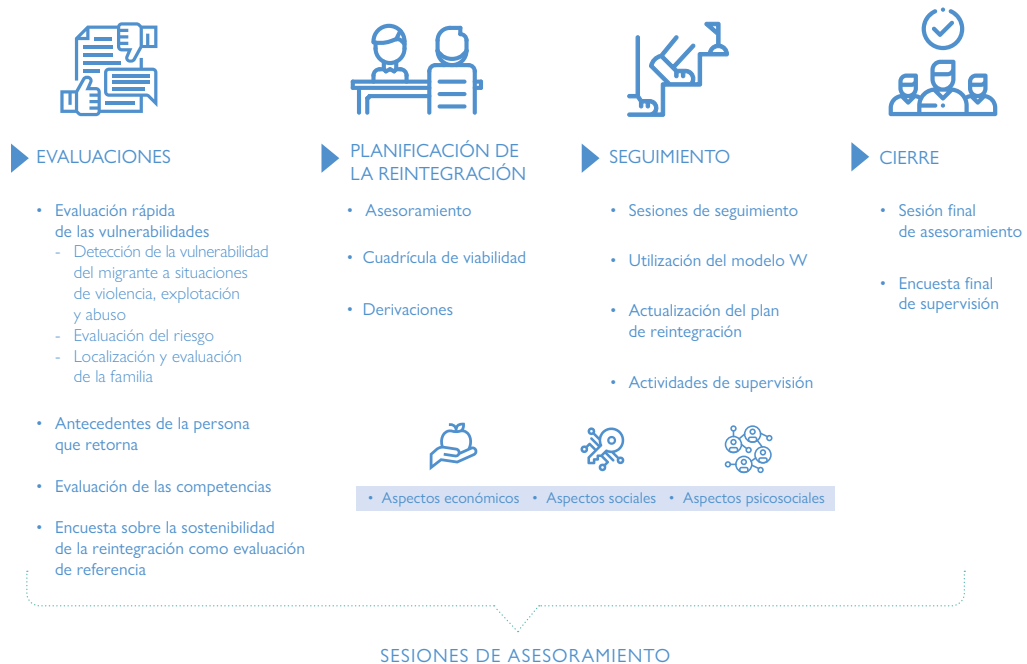 EVALUACIONES
• Evaluación rápida
de las vulnerabilidades
- Detección de la vulnerabilidad
del migrante a situaciones
de violencia, explotación
y abuso
- Evaluación del riesgo
- Localización y evaluación
de la familia
• Antecedentes de la persona
que retorna
• Evaluación de las competencias
• Encuesta sobre la sostenibilidad
de la reintegración como evaluación
de referencia
PLANIFICACIÓN DE
LA REINTEGRACIÓN
• Asesoramiento
• Cuadrícula de viabilidad
• Derivaciones
SEGUIMIENTO
• Sesiones de seguimiento
• Utilización del modelo W
• Actualización del plan
de reintegración
• Actividades de supervisión
CIERRE
• Sesión final
de asesoramiento
• Encuesta final
de supervisión
• Aspectos económicos • Aspectos sociales • Aspectos psicosociales
SESIONES DE ASESORAMIENTO